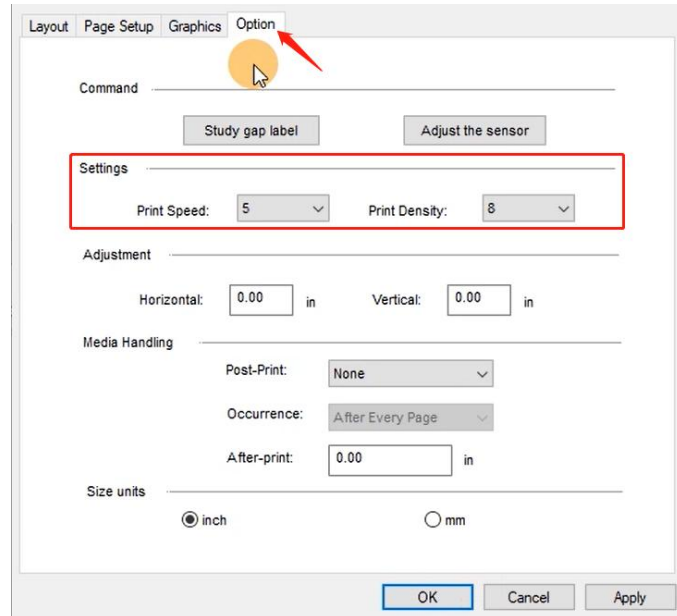 Layout Page Setup Graphics Option
Command
Study gap label Adjust the sensor
Settings
Print Speed: 5 Print Density: 8
Adjustment
Horizontal: 0.00 in Vertical: 0.00 in
Media Handling
Post-Print: None
Occurrence: After Every Page
After-print: 0.00 in
Size units
inch mm
OK Cancel Apply